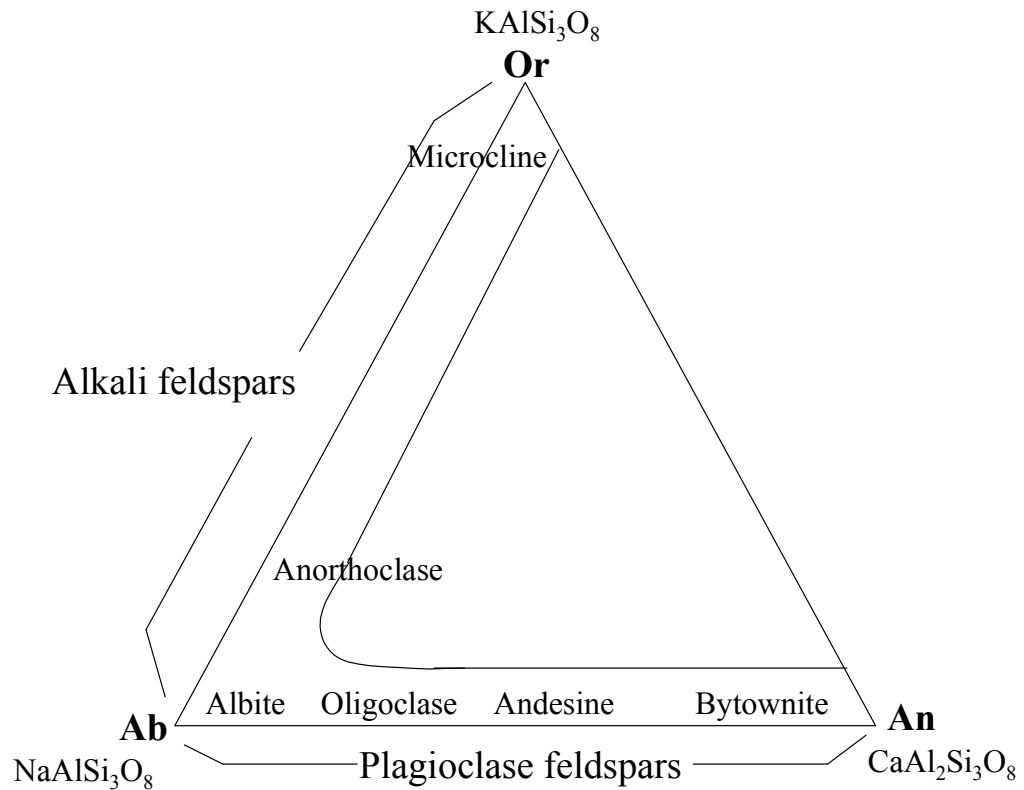 KAlSi₃O₈
Or
Microcline
Alkali feldspars
Anorthoclase
Albite Oligoclase Andesine Bytownite
Ab An
Plagioclase feldspars
NaAlSi₃O₈ CaAl₂Si₃O₈